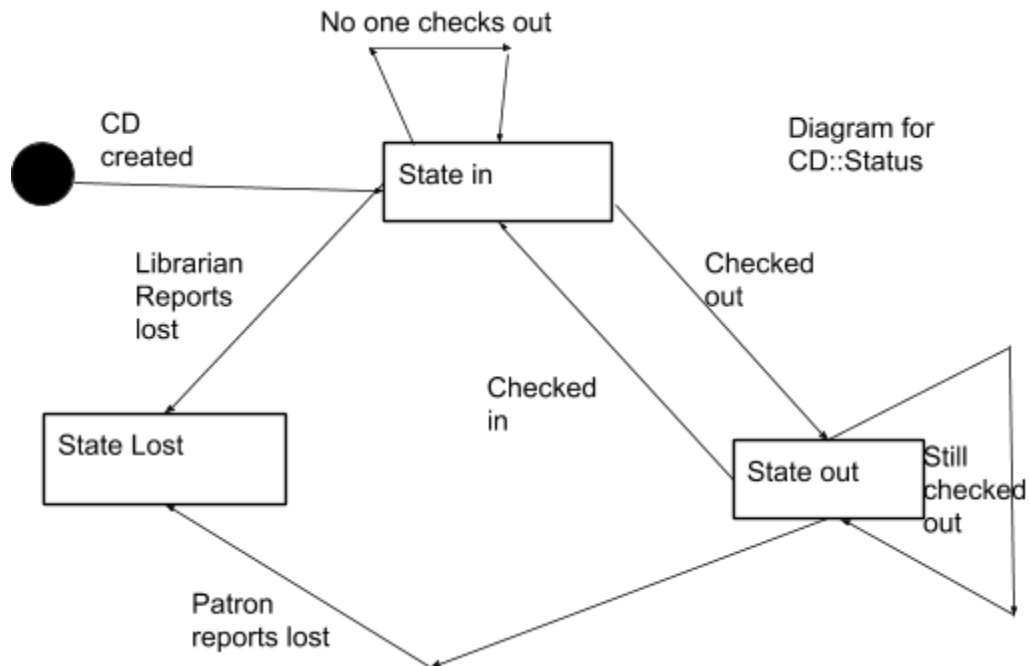 No one checks out
CD
created
Diagram for
CD::Status
State in
Librarian
Reports
lost
Checked
out
Checked
in
State Lost
State out
Still
checked
out
Patron
reports lost